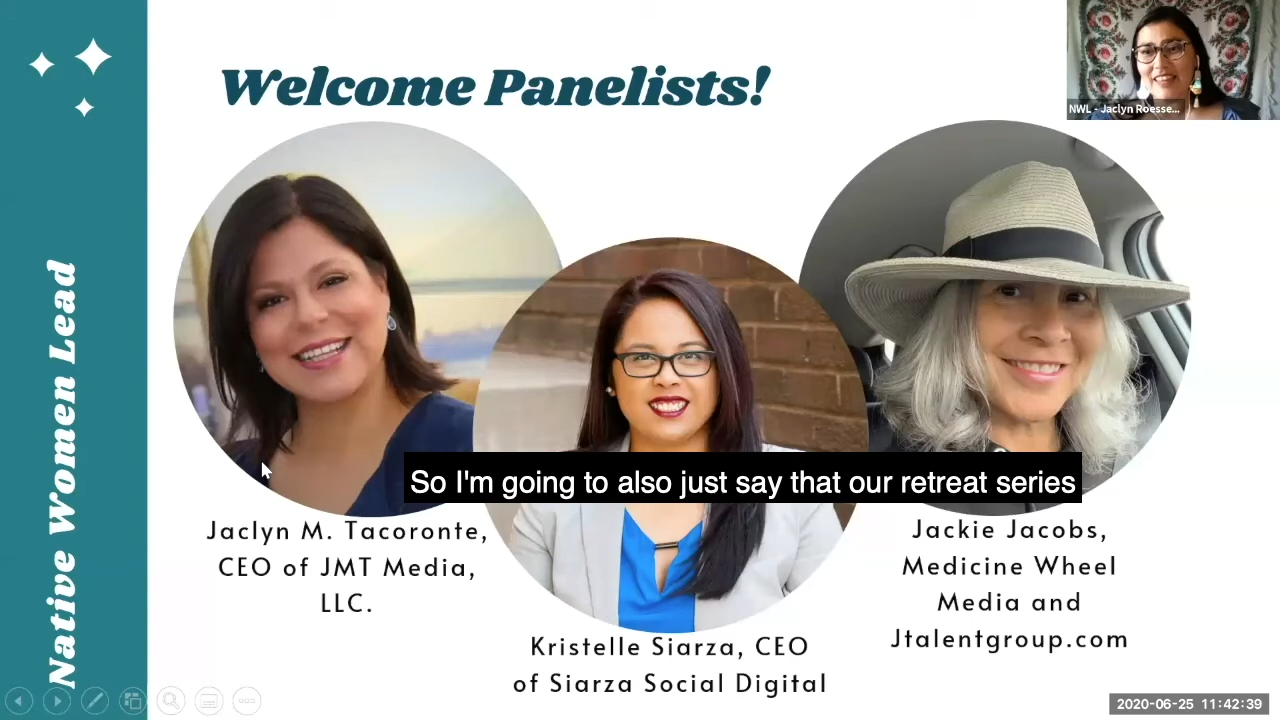 Native Women Lead
Welcome Panelists!
NWL - Jaclyn Roesse...
So I'm going to also just say that our retreat series
Jaclyn M. Tacoronte,
CEO of JMT Media,
LLC.
Kristelle Siarza, CEO
of Siarza Social Digital
Jackie Jacobs,
Medicine Wheel
Media and
Jtalentgroup.com
2020-06-25 11:42:39